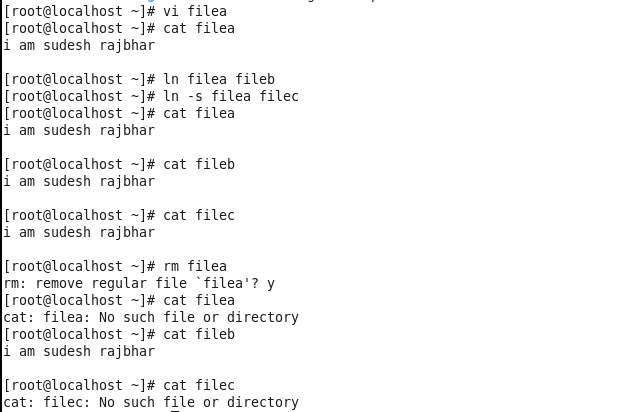 [root@localhost ~]# vi filea
[root@localhost ~]# cat filea
i am sudesh rajbhar
[root@localhost ~]# ln filea fileb
[root@localhost ~]# ln -s filea filec
[root@localhost ~]# cat filea
i am sudesh rajbhar
[root@localhost ~]# cat fileb
i am sudesh rajbhar
[root@localhost ~]# cat filec
i am sudesh rajbhar
[root@localhost ~]# rm filea
rm: remove regular file `filea'? y
[root@localhost ~]# cat filea
cat: filea: No such file or directory
[root@localhost ~]# cat fileb
i am sudesh rajbhar
[root@localhost ~]# cat filec
cat: filec: No such file or directory